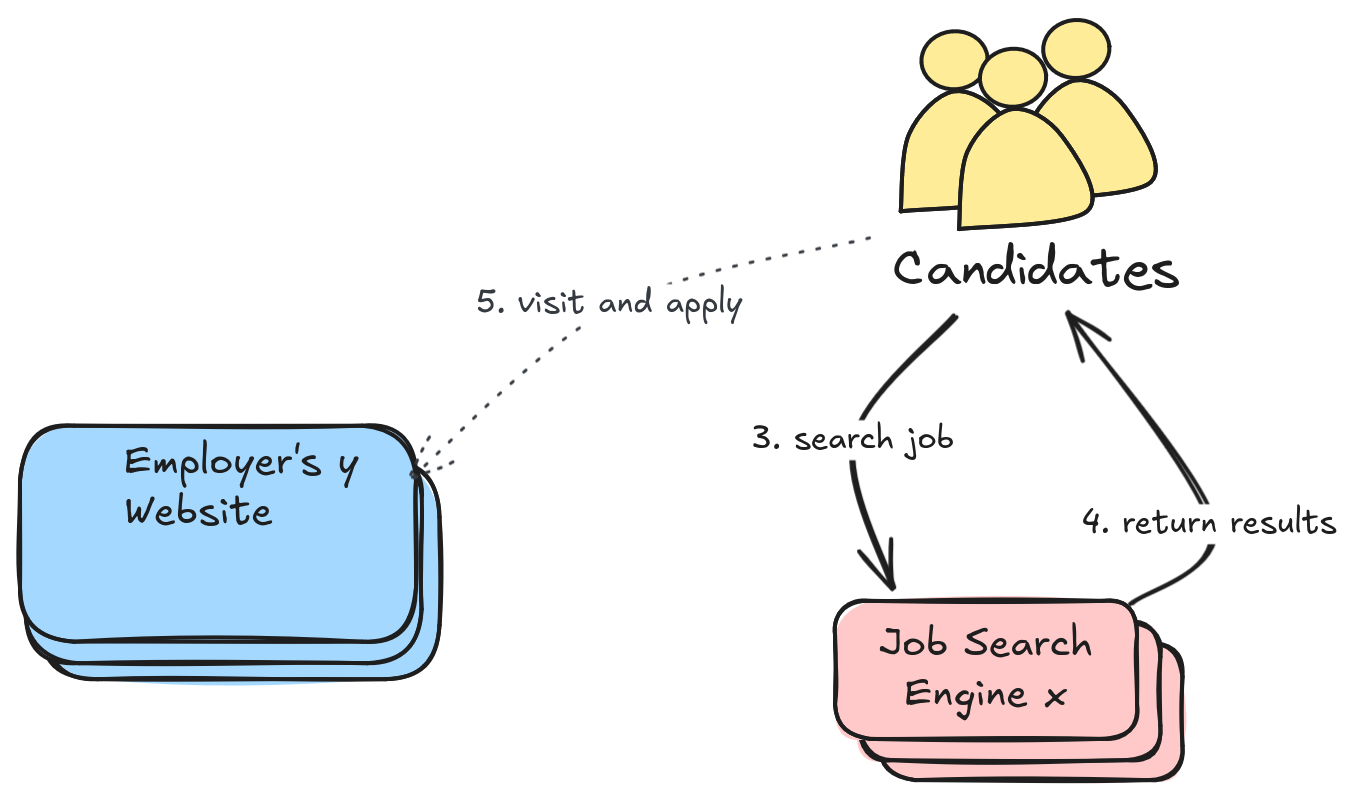 Candidates
5. visit and apply
3. search job
Employer's y
Website
4. return results
Job Search
Engine x